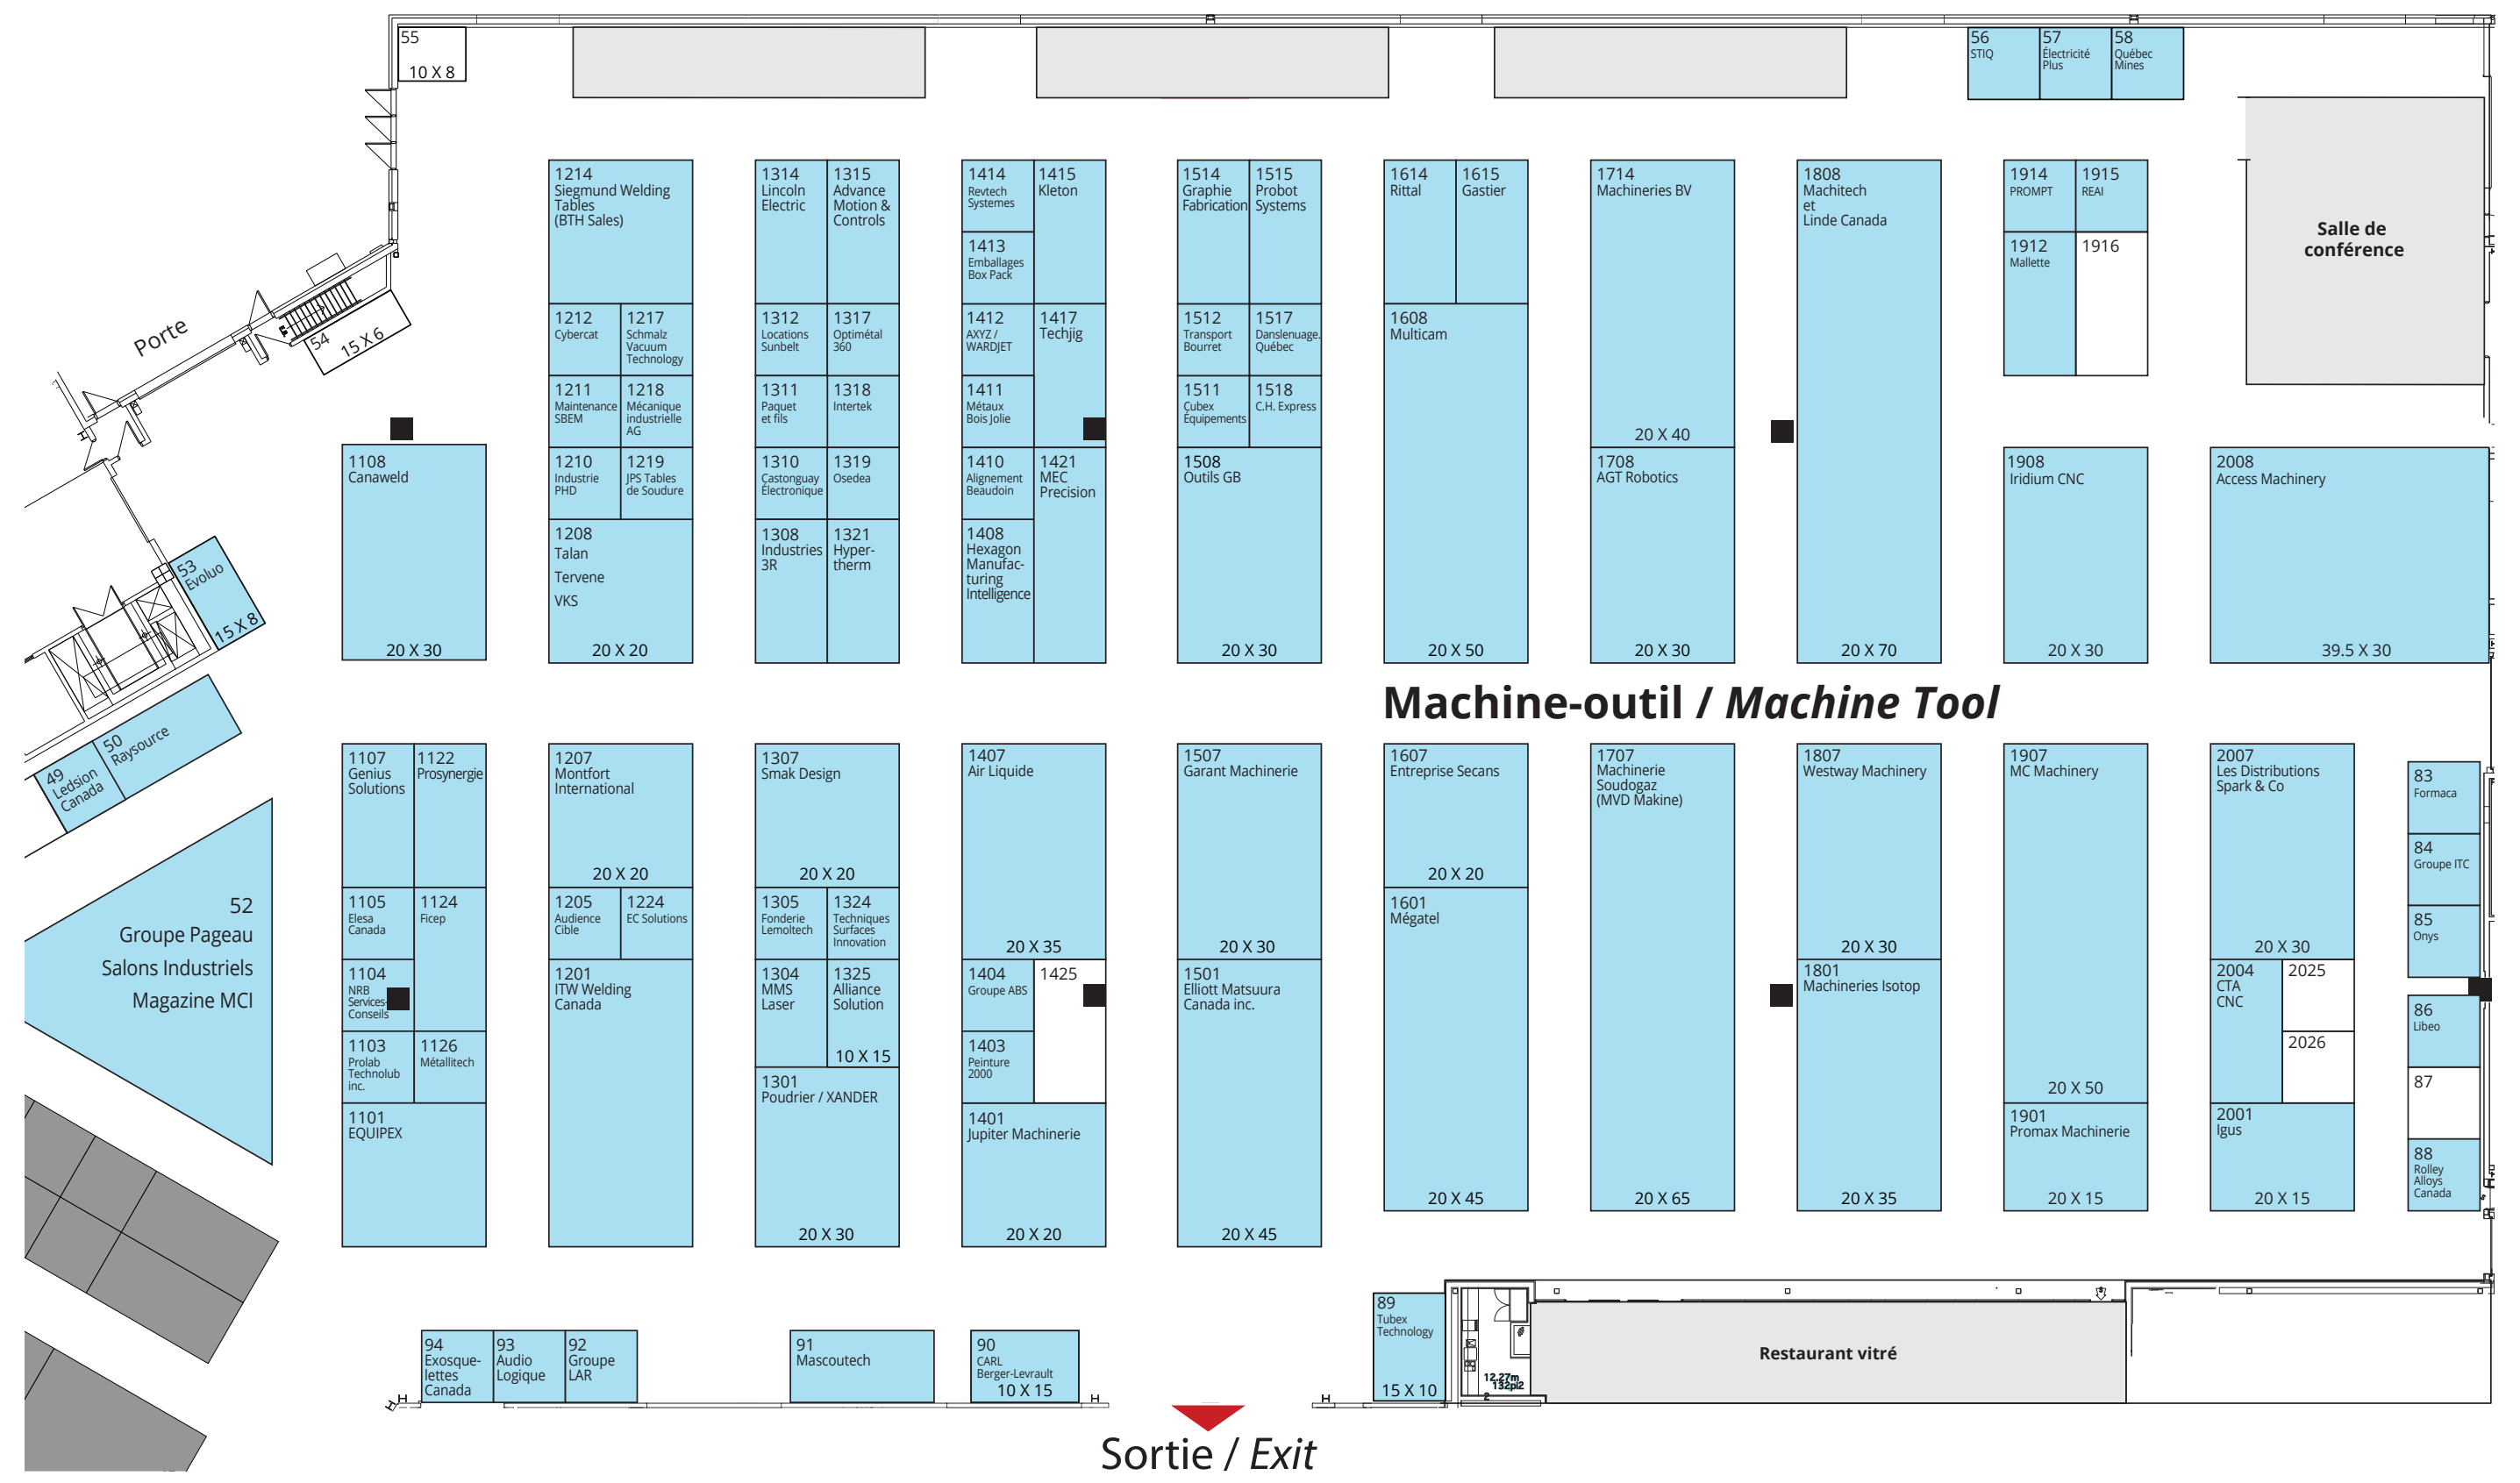 55
10 X 8
56
STIQ
57
Électricité
Plus
58
Québec
Mines
Salle de
conférence
Porte
54
15 X 6
1214
Siegmund Welding
Tables
(BTH Sales)
1212
Cybercat
1217
Schmalz
Vacuum
Technology
1211
Maintenance
SBEM
1218
Mécanique
industrielle
AG
1210
Industrie
PHD
1219
JPS Tables
de Soudure
1208
Talan
Tervene
VKS
20 X 20
1314
Lincoln
Electric
1315
Advance
Motion &
Controls
1312
Locations
Sunbelt
1317
Optimétal
360
1311
Paquet
et fils
1318
Intertek
1310
Castonguay
Électronique
1319
Osedea
1308
Industries
3R
1321
Hyper-
therm
1414
Revtech
Systemes
1415
Kleton
1413
Emballages
Box Pack
1412
AXYZ /
WARDJET
1417
Techjig
1411
Métaux
Bois Jolie
1410
Alignement
Beaudoin
1421
MEC
Precision
1408
Hexagon
Manufac-
turing
Intelligence
1514
Graphie
Fabrication
1515
Probot
Systems
1512
Transport
Bourret
1517
Danslenuage.
Québec
1511
Cubex
Équipements
1518
C.H. Express
1508
Outils GB
20 X 30
1614
Rittal
1615
Gastier
1608
Multicam
20 X 50
1714
Machineries BV
20 X 40
1708
AGT Robotics
20 X 30
1808
Machitech
et
Linde Canada
20 X 70
1914
PROMPT
1915
REAI
1912
Mallette
1916
1908
Iridium CNC
20 X 30
2008
Access Machinery
39.5 X 30
1108
Canaweld
20 X 30
53
Evoluo
15 X 8
Machine-outil / Machine Tool
50
Raysource
49
Ledsion
Canada
52
Groupe Pageau
Salons Industriels
Magazine MCI
1107
Genius
Solutions
1122
Prosynergie
1105
Elesa
Canada
1124
Ficep
1104
NRB
Services-
Conseils
1103
Prolab
Technolub
inc.
1126
Métallitech
1101
EQUIPEX
1207
Montfort
International
20 X 20
1205
Audience
Cible
1224
EC Solutions
1201
ITW Welding
Canada
1307
Smak Design
20 X 20
1305
Fonderie
Lemoltech
1324
Techniques
Surfaces
Innovation
1304
MMS
Laser
1325
Alliance
Solution
10 X 15
1301
Poudrier / XANDER
20 X 30
1407
Air Liquide
20 X 35
1404
Groupe ABS
1425
1403
Peinture
2000
1401
Jupiter Machinerie
20 X 20
1507
Garant Machinerie
20 X 30
1501
Elliott Matsuura
Canada inc.
20 X 45
1607
Entreprise Secans
20 X 20
1601
Mégatel
20 X 45
1707
Machinerie
Soudogaz
(MVD Makine)
20 X 65
1807
Westway Machinery
20 X 30
1801
Machineries Isotop
20 X 35
1907
MC Machinery
20 X 50
1901
Promax Machinerie
20 X 15
2007
Les Distributions
Spark & Co
20 X 30
2004
CTA
CNC
2025
2026
2001
Igus
20 X 15
83
Formaca
84
Groupe ITC
85
Onys
86
Libeo
87
88
Rolley
Alloys
Canada
94
Exosque-
lettes
Canada
93
Audio
Logique
92
Groupe
LAR
91
Mascoutech
90
CARL
Berger-Levrault
10 X 15
89
Tubex
Technology
15 X 10
12.27m
132pi2
2
Restaurant vitré
Sortie / Exit